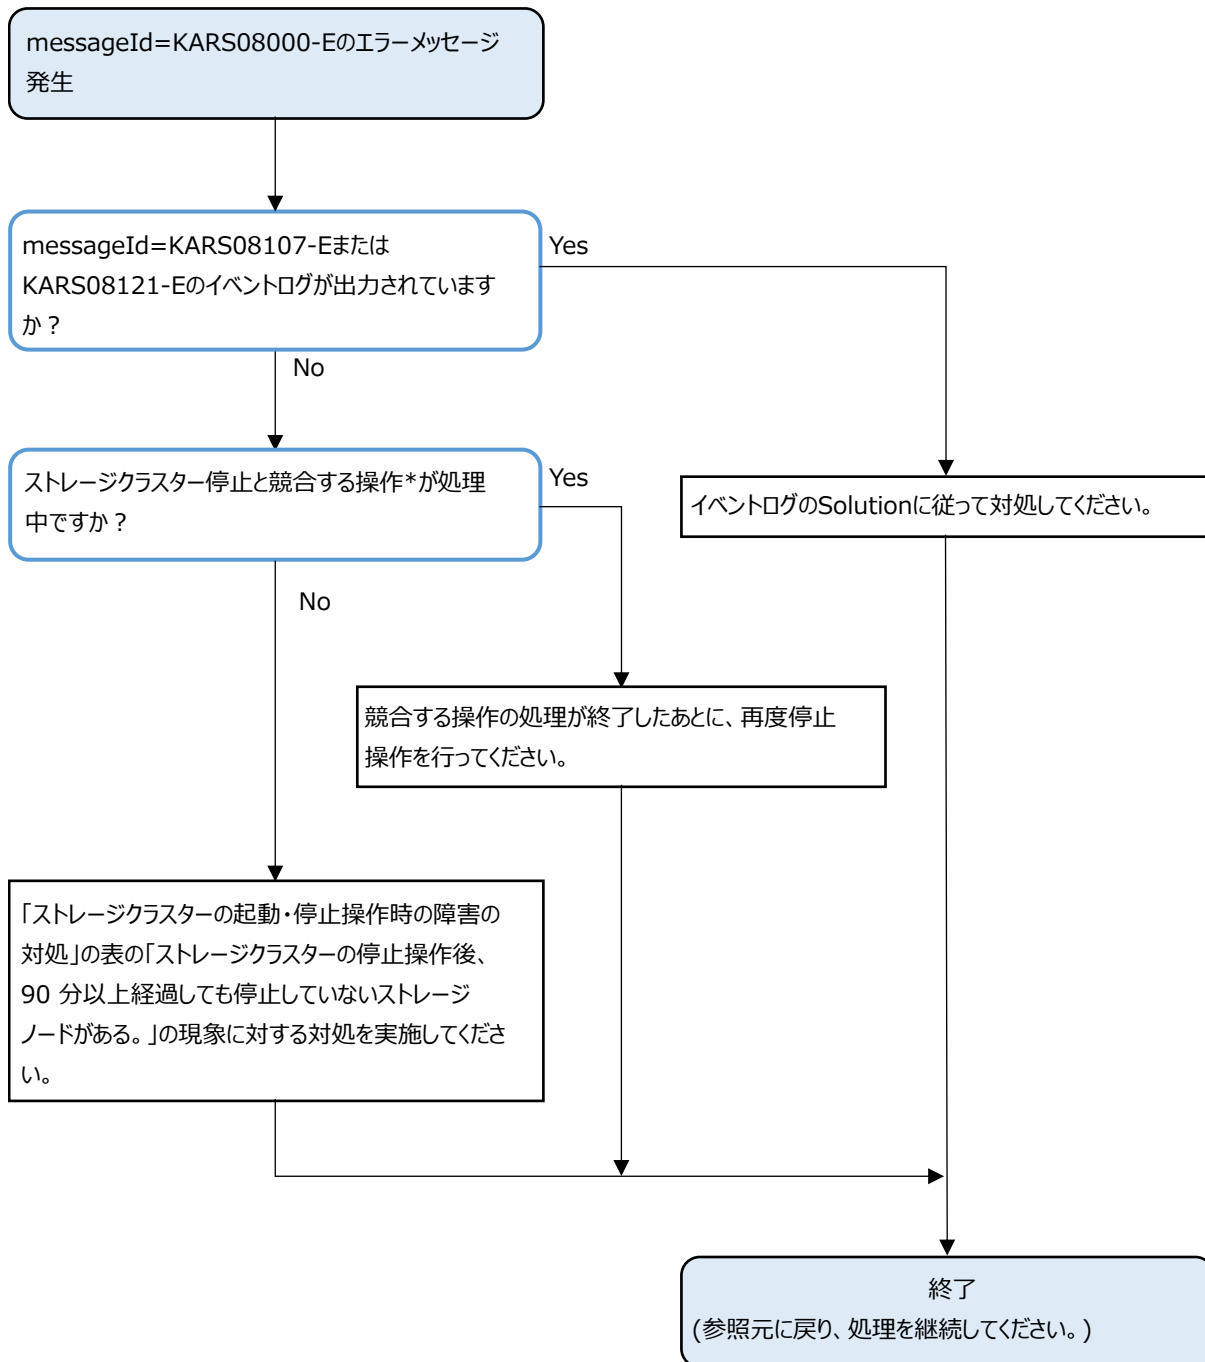 messageId=KARS08000-Eのエラーメッセージ
発生
messageId=KARS08107-Eまたは
KARS08121-Eのイベントログが出力されています
か？
Yes
No
ストレージクラスター停止と競合する操作*が処理
中ですか？
Yes
イベントログのSolutionに従って対処してください。
No
競合する操作の処理が終了したあとに、再度停止
操作を行ってください。
「ストレージクラスターの起動・停止操作時の障害の
対処」の表の「ストレージクラスターの停止操作後、
90 分以上経過しても停止していないストレージ
ノードがある。」の現象に対する対処を実施してくださ
い。
終了
(参照元に戻り、処理を継続してください。)